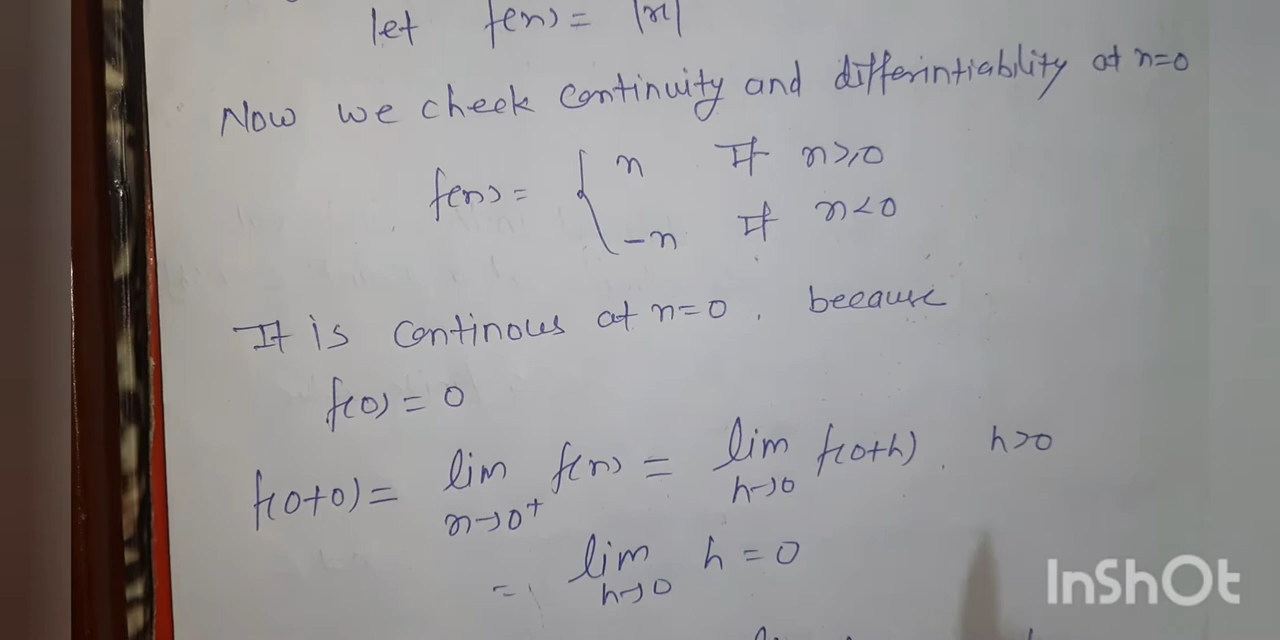 let f(x) = |x|
Now we check continuity and differintiability at x=0
f(x) = { x If x≥0
-x If x<0
It is continous at x=0. because
f(0) = 0
f(0+0) = lim x→0+ f(x) = lim h→0 f(0+h). h>0
= lim h→0 h = 0
InShOt